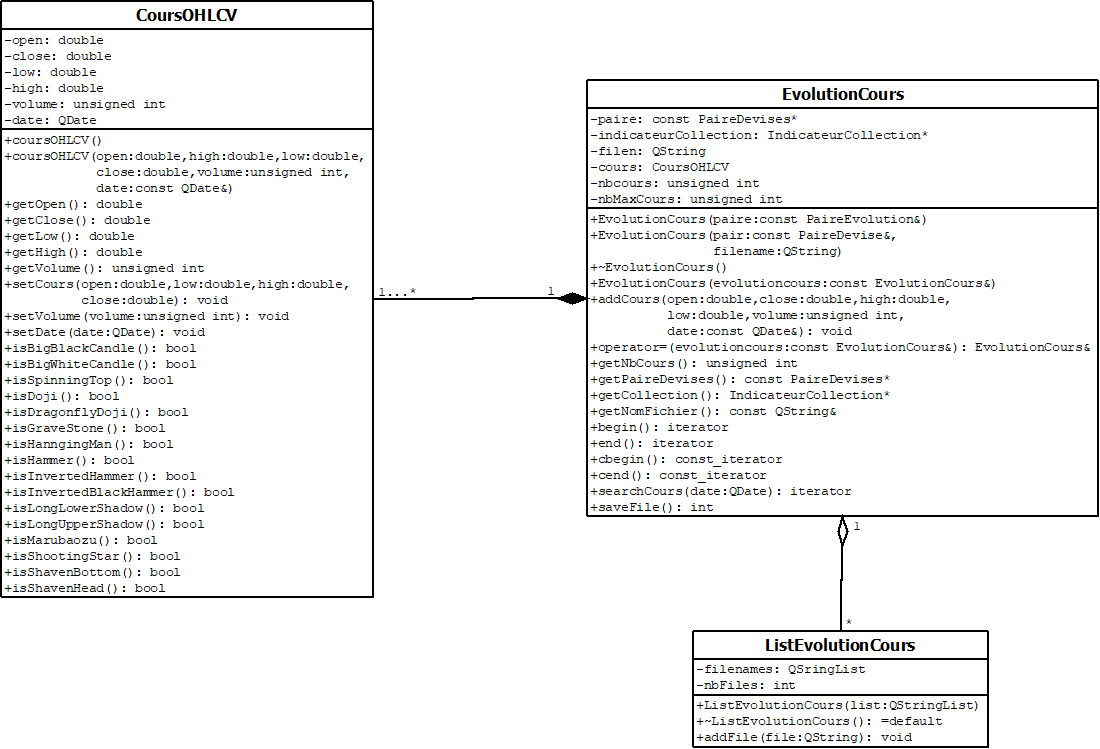 CoursOHLCV
-open: double
-close: double
-low: double
-high: double
-volume: unsigned int
-date: QDate
+coursOHLCV()
+coursOHLCV(open:double,high:double,low:double,
close:double,volume:unsigned int,
date:const QDate&)
+getOpen(): double
+getClose(): double
+getLow(): double
+getHigh(): double
+getVolume(): unsigned int
+setCours(open:double,low:double,high:double,
close:double): void
+setVolume(volume:unsigned int): void
+setDate(date:QDate): void
+isBigBlackCandle(): bool
+isBigWhiteCandle(): bool
+isSpinningTop(): bool
+isDoji(): bool
+isDragonflyDoji(): bool
+isGraveStone(): bool
+isHanngingMan(): bool
+isHammer(): bool
+isInvertedHammer(): bool
+isInvertedBlackHammer(): bool
+isLongLowerShadow(): bool
+isLongUpperShadow(): bool
+isMarubaozu(): bool
+isShootingStar(): bool
+isShavenBottom(): bool
+isShavenHead(): bool
1...*
1
EvolutionCours
-paire: const PaireDevises*
-indicateurCollection: IndicateurCollection*
-filen: QString
-cours: CoursOHLCV
-nbcours: unsigned int
-nbMaxCours: unsigned int
+EvolutionCours(paire:const PaireEvolution&)
+EvolutionCours(pair:const PaireDevise&,
filename:QString)
+~EvolutionCours()
+EvolutionCours(evolutioncours:const EvolutionCours&)
+addCours(open:double,close:double,high:double,
low:double,volume:unsigned int,
date:const QDate&): void
+operator=(evolutioncours:const EvolutionCours&): EvolutionCours&
+getNbCours(): unsigned int
+getPaireDevises(): const PaireDevises*
+getCollection(): IndicateurCollection*
+getNomFichier(): const QString&
+begin(): iterator
+end(): iterator
+cbegin(): const_iterator
+cend(): const_iterator
+searchCours(date:QDate): iterator
+saveFile(): int
1
*
ListEvolutionCours
-filenames: QSringList
-nbFiles: int
+ListEvolutionCours(list:QStringList)
+~ListEvolutionCours(): =default
+addFile(file:QString): void